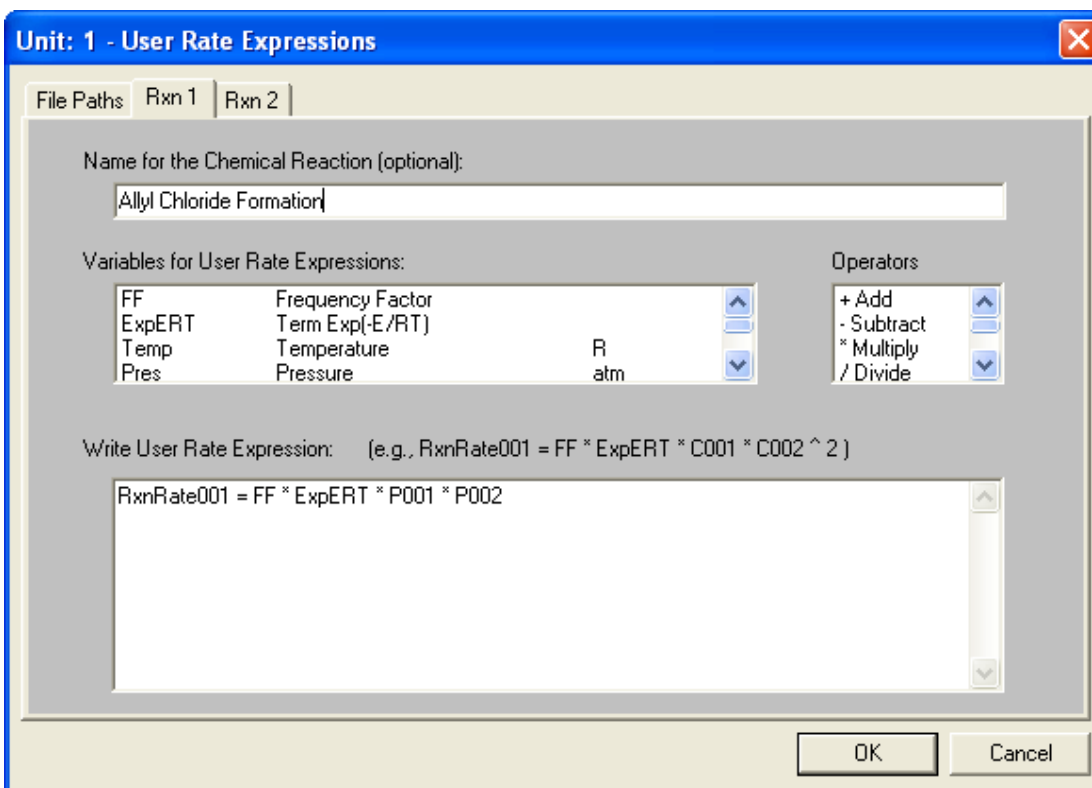 Unit: 1 - User Rate Expressions
File Paths Rxn 1 Rxn 2
Name for the Chemical Reaction (optional):
Allyl Chloride Formation
Variables for User Rate Expressions: Operators
FF Frequency Factor + Add
ExpERT Term Exp(-E/RT) - Subtract
Temp Temperature R * Multiply
Pres Pressure atm / Divide
Write User Rate Expression: (e.g., RxnRate001 = FF * ExpERT * C001 * C002 ^ 2 )
RxnRate001 = FF * ExpERT * P001 * P002
OK Cancel